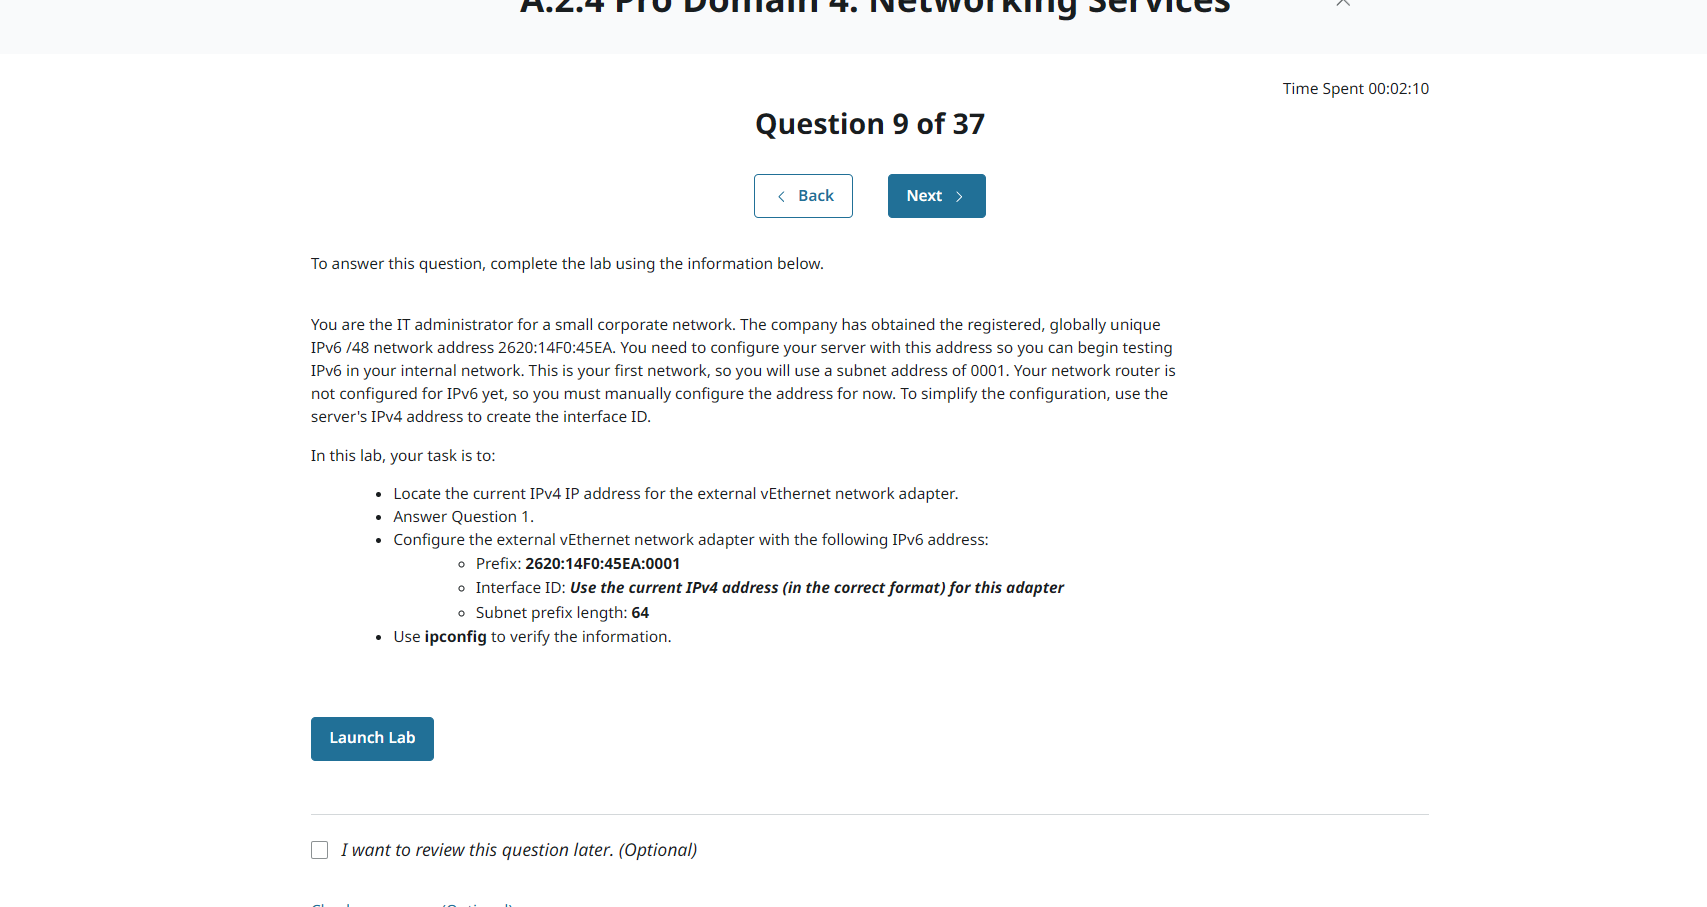 A.2.4 Pro Domain 4: Networking Services
Time Spent 00:02:10
Question 9 of 37
Back
Next
To answer this question, complete the lab using the information below.
You are the IT administrator for a small corporate network. The company has obtained the registered, globally unique
IPv6 /48 network address 2620:14F0:45EA. You need to configure your server with this address so you can begin testing
IPv6 in your internal network. This is your first network, so you will use a subnet address of 0001. Your network router is
not configured for IPv6 yet, so you must manually configure the address for now. To simplify the configuration, use the
server's IPv4 address to create the interface ID.
In this lab, your task is to:
• Locate the current IPv4 IP address for the external vEthernet network adapter.
• Answer Question 1.
• Configure the external vEthernet network adapter with the following IPv6 address:
○ Prefix: 2620:14F0:45EA:0001
○ Interface ID: Use the current IPv4 address (in the correct format) for this adapter
○ Subnet prefix length: 64
• Use ipconfig to verify the information.
Launch Lab
I want to review this question later. (Optional)